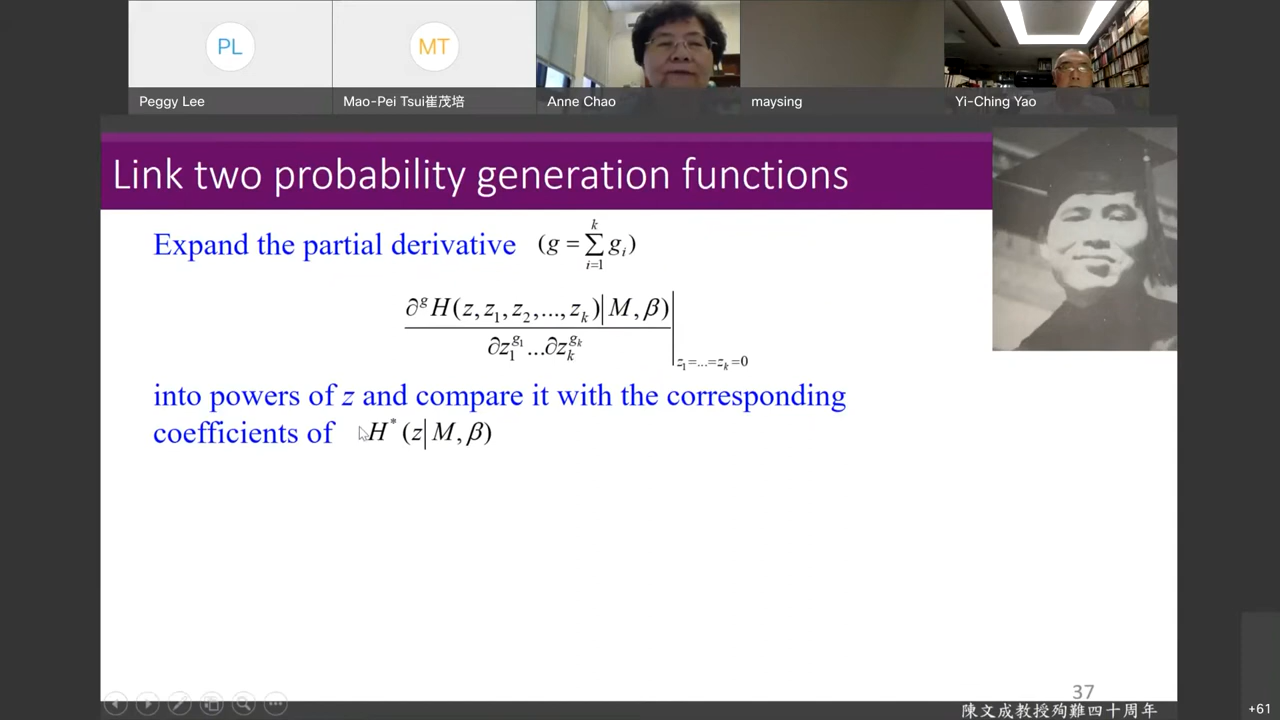 PL
MT
Peggy Lee
Mao-Pei Tsui崔茂培
Anne Chao
maysing
Yi-Ching Yao
Link two probability generation functions
Expand the partial derivative (g = ∑_{i=1}^{k} g_i)
∂^g H(z, z_1, z_2, ..., z_k)| M, β)
∂z_1^{g_1} ...∂z_k^{g_k} |_{z_1=...=z_k=0}
into powers of z and compare it with the corresponding
coefficients of H^* (z| M, β)
37
陳文成教授殉難四十周年
+61